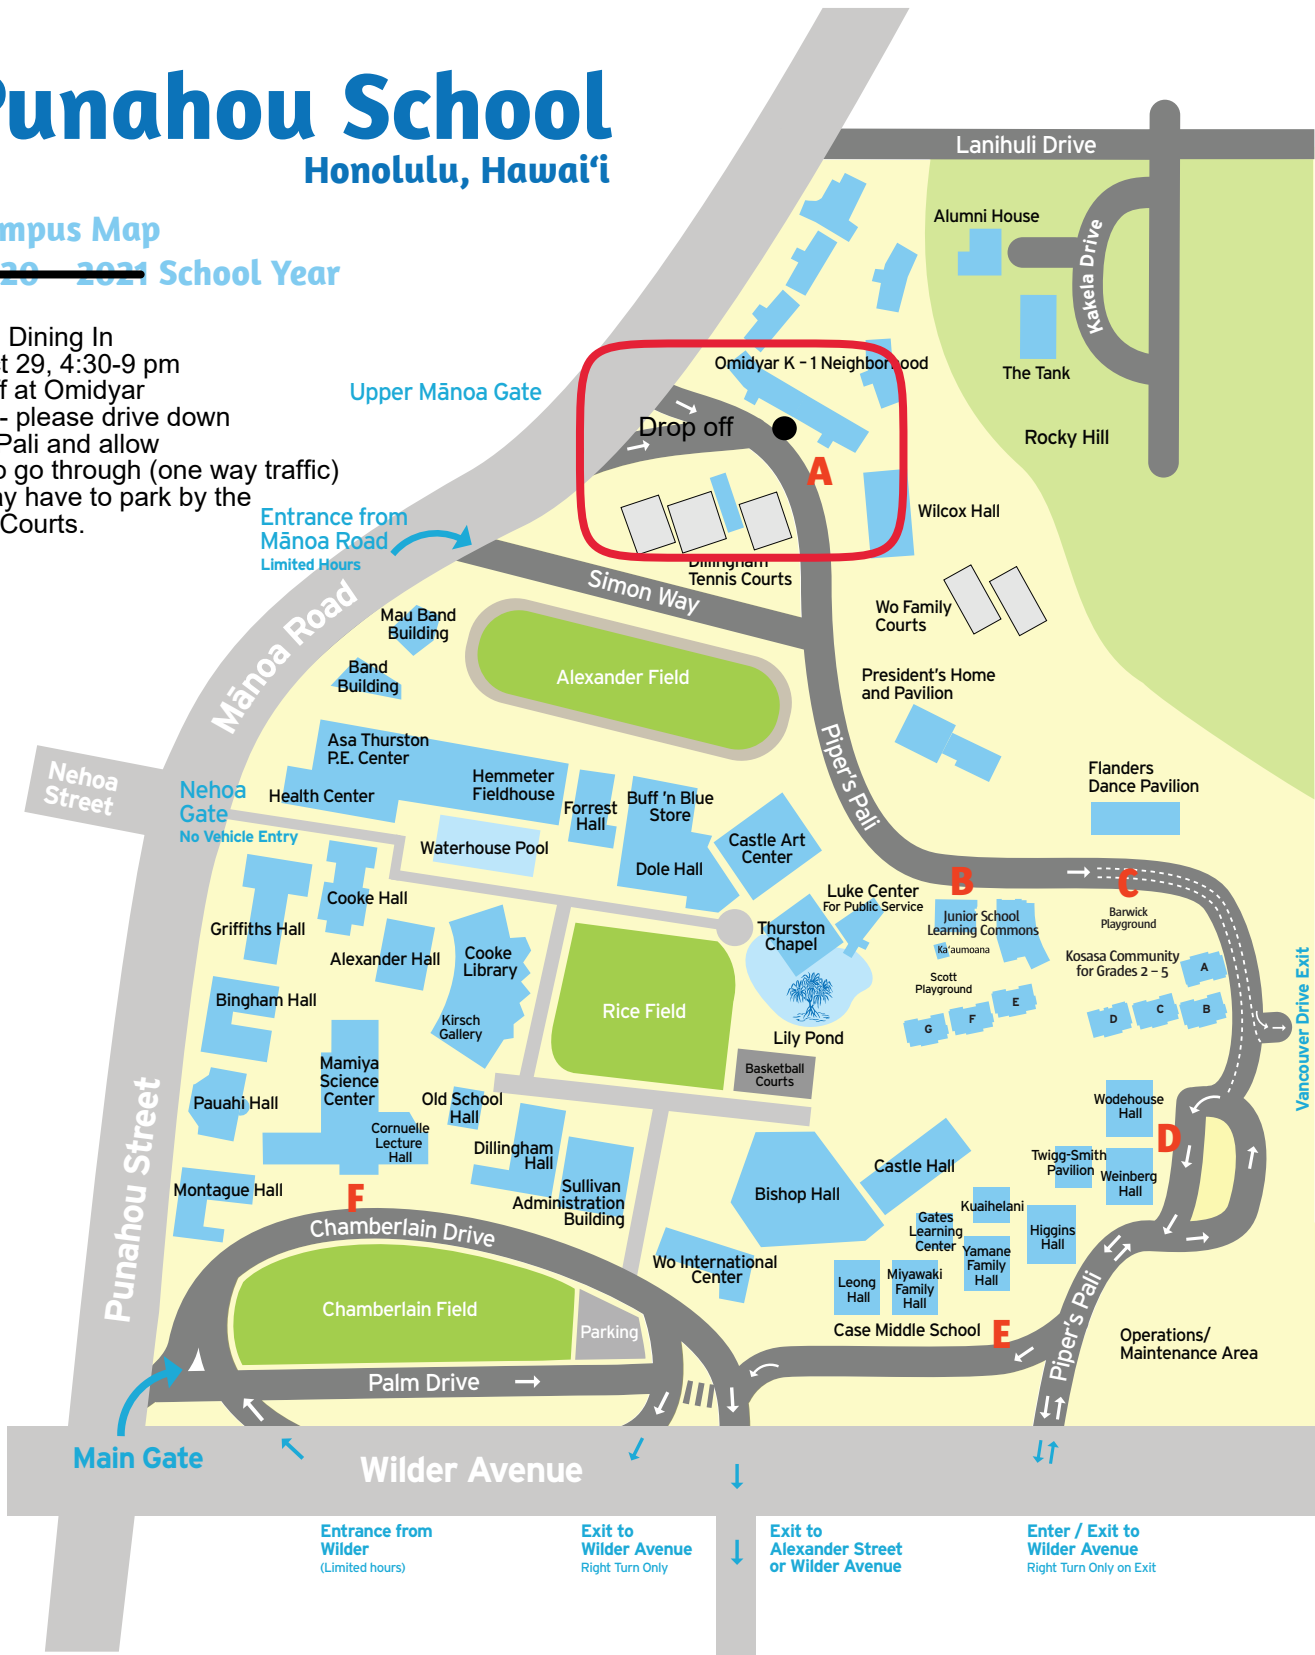 Punahou School
Honolulu, Hawai‘i
mpus Map
20 – 2021 School Year
Dining In
t 29, 4:30-9 pm
f at Omidyar
- please drive down
Pali and allow
o go through (one way traffic)
ay have to park by the
Courts.
Lanihuli Drive
Alumni House
Kakela Drive
The Tank
Rocky Hill
Omidyar K – 1 Neighborhood
Upper Mānoa Gate
Drop off
A
Wilcox Hall
Entrance from
Mānoa Road
Limited Hours
Dillingham
Tennis Courts
Simon Way
Wo Family
Courts
Mānoa Road
Mau Band
Building
Band
Building
Alexander Field
President's Home
and Pavilion
Piper's Pali
Asa Thurston
P.E. Center
Nehoa
Street
Nehoa
Gate
No Vehicle Entry
Health Center
Hemmeter
Fieldhouse
Forrest
Hall
Buff 'n Blue
Store
Flanders
Dance Pavilion
Waterhouse Pool
Dole Hall
Castle Art
Center
B
C
Luke Center
For Public Service
Cooke Hall
Griffiths Hall
Alexander Hall
Cooke
Library
Thurston
Chapel
Junior School
Learning Commons
Ka'aumoana
Barwick
Playground
Kosasa Community
for Grades 2 – 5
A
Scott
Playground
Bingham Hall
Kirsch
Gallery
Rice Field
Lily Pond
G
F
E
D
C
B
Vancouver Drive Exit
Basketball
Courts
Mamiya
Science
Center
Pauahi Hall
Old School
Hall
Cornuelle
Lecture
Hall
Dillingham
Hall
Wodehouse
Hall
D
Twigg-Smith
Pavilion
Weinberg
Hall
Castle Hall
Bishop Hall
Montague Hall
F
Sullivan
Administration
Building
Kuaihelani
Gates
Learning
Center
Higgins
Hall
Yamane
Family
Hall
Chamberlain Drive
Wo International
Center
Leong
Hall
Miyawaki
Family
Hall
Punahou Street
Chamberlain Field
Parking
Case Middle School
E
Piper's Pali
Operations/
Maintenance Area
Palm Drive
Main Gate
Wilder Avenue
Entrance from
Wilder
(Limited hours)
Exit to
Wilder Avenue
Right Turn Only
Exit to
Alexander Street
or Wilder Avenue
Enter / Exit to
Wilder Avenue
Right Turn Only on Exit